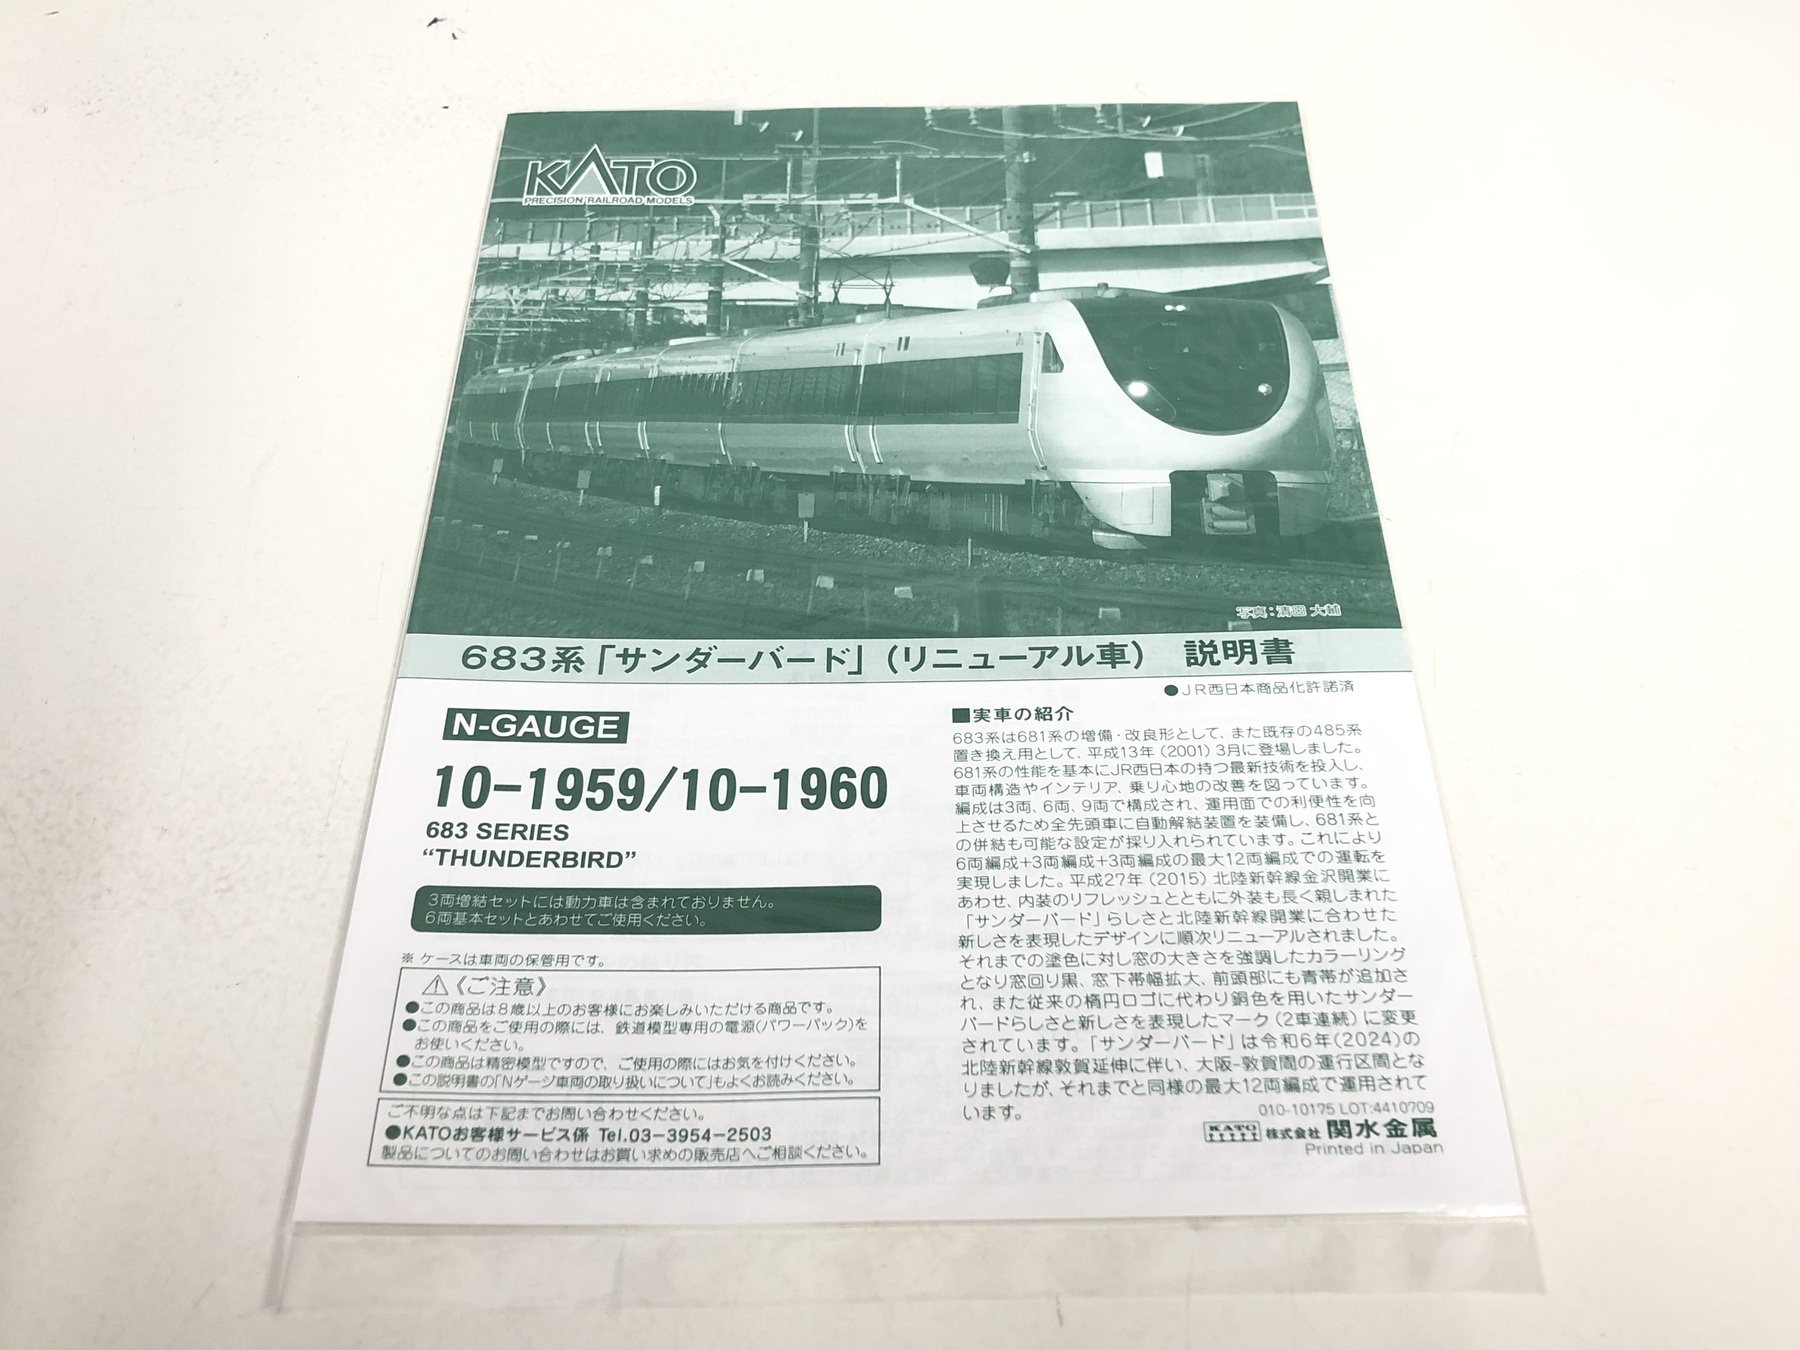 KATO
PRECISION RAILROAD MODELS
写真：清田 大輔
683系「サンダーバード」（リニューアル車） 説明書
●JR西日本商品化許諾済
N-GAUGE
10-1959/10-1960
683 SERIES
“THUNDERBIRD”
3両増結セットには動力車は含まれておりません。
6両基本セットとあわせてご使用ください。
※ ケースは車両の保管用です。
⚠《ご注意》
●この商品は8歳以上のお客様にお楽しみいただける商品です。
●この商品をご使用の際には、鉄道模型専用の電源（パワーパック）を
お使いください。
●この商品は精密模型ですので、ご使用の際にはお気を付けください。
●この説明書の「Nゲージ車両の取り扱いについて」もよくお読みください。
ご不明な点は下記までお問い合わせください。
●KATOお客様サービス係 Tel.03-3954-2503
製品についてのお問い合わせはお買い求めの販売店へご相談ください。
■実車の紹介
683系は681系の増備・改良形として、また既存の485系
置き換え用として、平成13年（2001）3月に登場しました。
681系の性能を基本にJR西日本の持つ最新技術を投入し、
車両構造やインテリア、乗り心地の改善を図っています。
編成は3両、6両、9両で構成され、運用面での利便性を向
上させるため全先頭車に自動解結装置を装備し、681系と
の併結も可能な設定が採り入れられています。これにより
6両編成+3両編成+3両編成の最大12両編成での運転を
実現しました。平成27年（2015）北陸新幹線金沢開業に
あわせ、内装のリフレッシュとともに外装も長く親しまれた
「サンダーバード」らしさと北陸新幹線開業に合わせた
新しさを表現したデザインに順次リニューアルされました。
それまでの塗色に対し窓の大きさを強調したカラーリング
となり窓回り黒、窓下帯幅拡大、前頭部にも青帯が追加さ
れ、また従来の楕円ロゴに代わり銅色を用いたサンダー
バードらしさと新しさを表現したマーク（2車連続）に変更
されています。「サンダーバード」は令和6年（2024）の
北陸新幹線敦賀延伸に伴い、大阪-敦賀間の運行区間とな
りましたが、それまでと同様の最大12両編成で運用されて
います。
010-10175 LOT:4410709
KATO 株式会社 関水金属
Printed in Japan